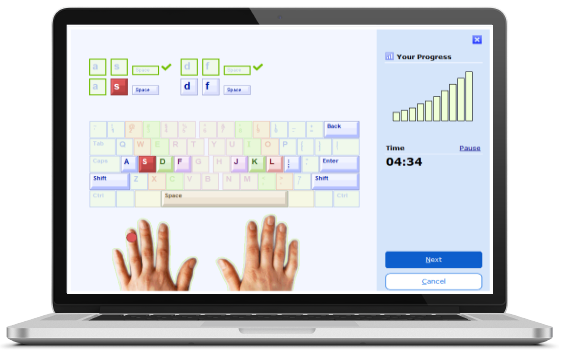 a s Space d f Space
a s Space d f Space
Your Progress
Back
Tab Q W E R T Y U I O P [ ]
Caps A S D F G H J K L ; Enter
Shift Z X C V B N M Shift
Ctrl Space Ctrl
Time Pause
04:34
Next
Cancel